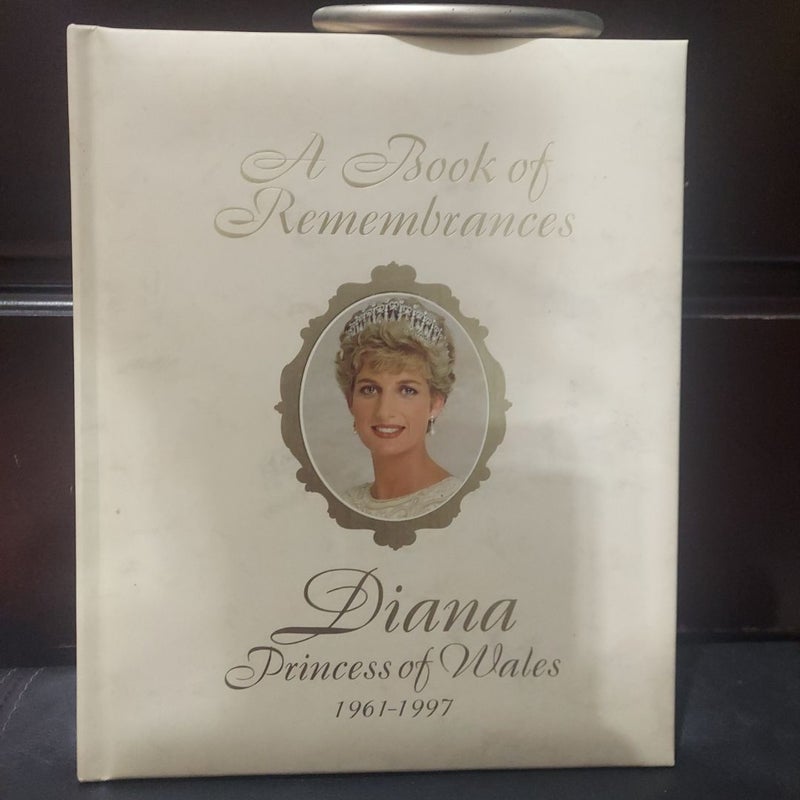 A Book of
Remembrances
Diana
Princess of Wales
1961-1997